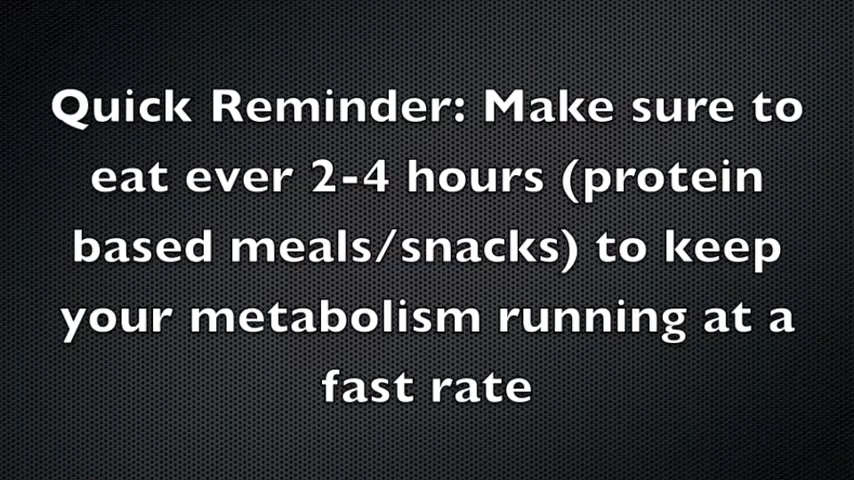 Quick Reminder: Make sure to
eat ever 2-4 hours (protein
based meals/snacks) to keep
your metabolism running at a
fast rate